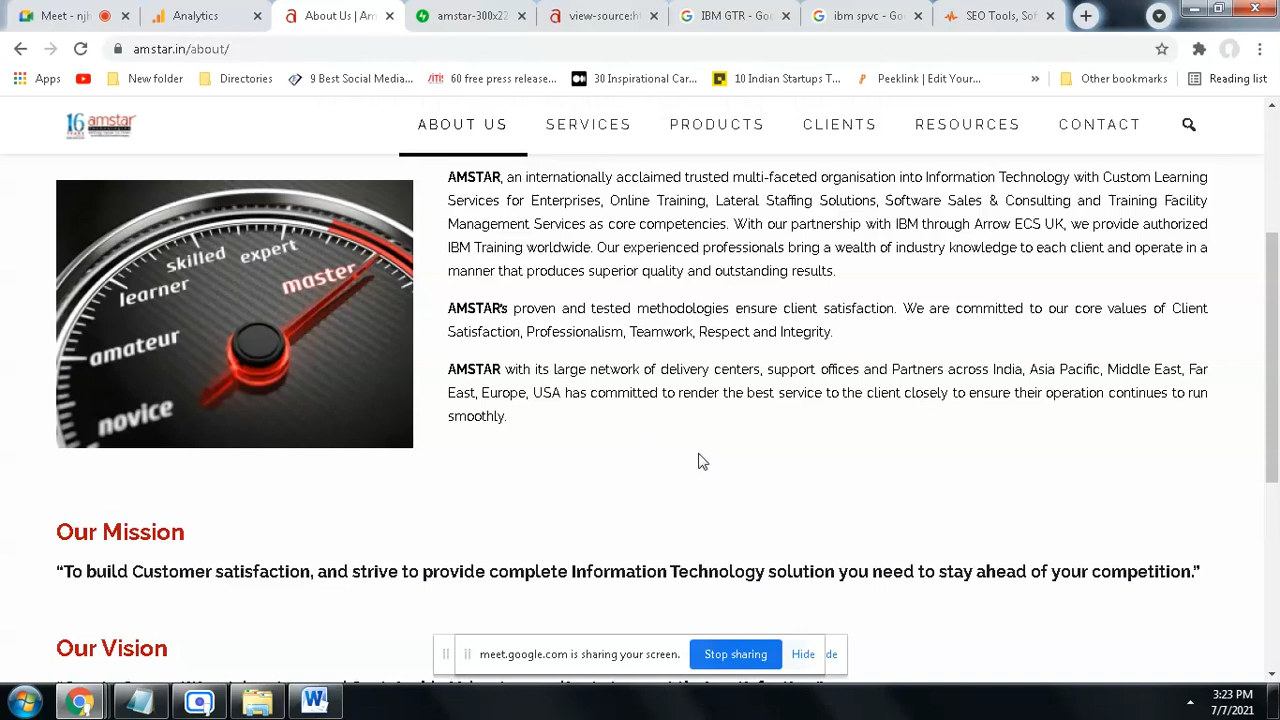 Meet - njl
Analytics
About Us | Am
view-source:h
IBM GTR - Go
ibm spvc - Go
SEO Tools, Sof
amstar.in/about/
Apps
New folder
Directories
9 Best Social Media...
60 free press release...
30 Inspirational Car...
10 Indian Startups T...
Peeklink | Edit Your...
»
Other bookmarks
Reading list
16 amstar
ABOUT US
SERVICES
PRODUCTS
CLIENTS
RESOURCES
CONTACT
novice
amateur
learner
skilled
expert
master
AMSTAR, an internationally acclaimed trusted multi-faceted organisation into Information Technology with Custom Learning
Services for Enterprises, Online Training, Lateral Staffing Solutions, Software Sales & Consulting and Training Facility
Management Services as core competencies. With our partnership with IBM through Arrow ECS UK, we provide authorized
IBM Training worldwide. Our experienced professionals bring a wealth of industry knowledge to each client and operate in a
manner that produces superior quality and outstanding results.
AMSTAR's proven and tested methodologies ensure client satisfaction. We are committed to our core values of Client
Satisfaction, Professionalism, Teamwork, Respect and Integrity.
AMSTAR with its large network of delivery centers, support offices and Partners across India, Asia Pacific, Middle East, Far
East, Europe, USA has committed to render the best service to the client closely to ensure their operation continues to run
smoothly.
Our Mission
“To build Customer satisfaction, and strive to provide complete Information Technology solution you need to stay ahead of your competition.”
Our Vision
meet.google.com is sharing your screen.
Stop sharing
Hide
de
3:23 PM
7/7/2021